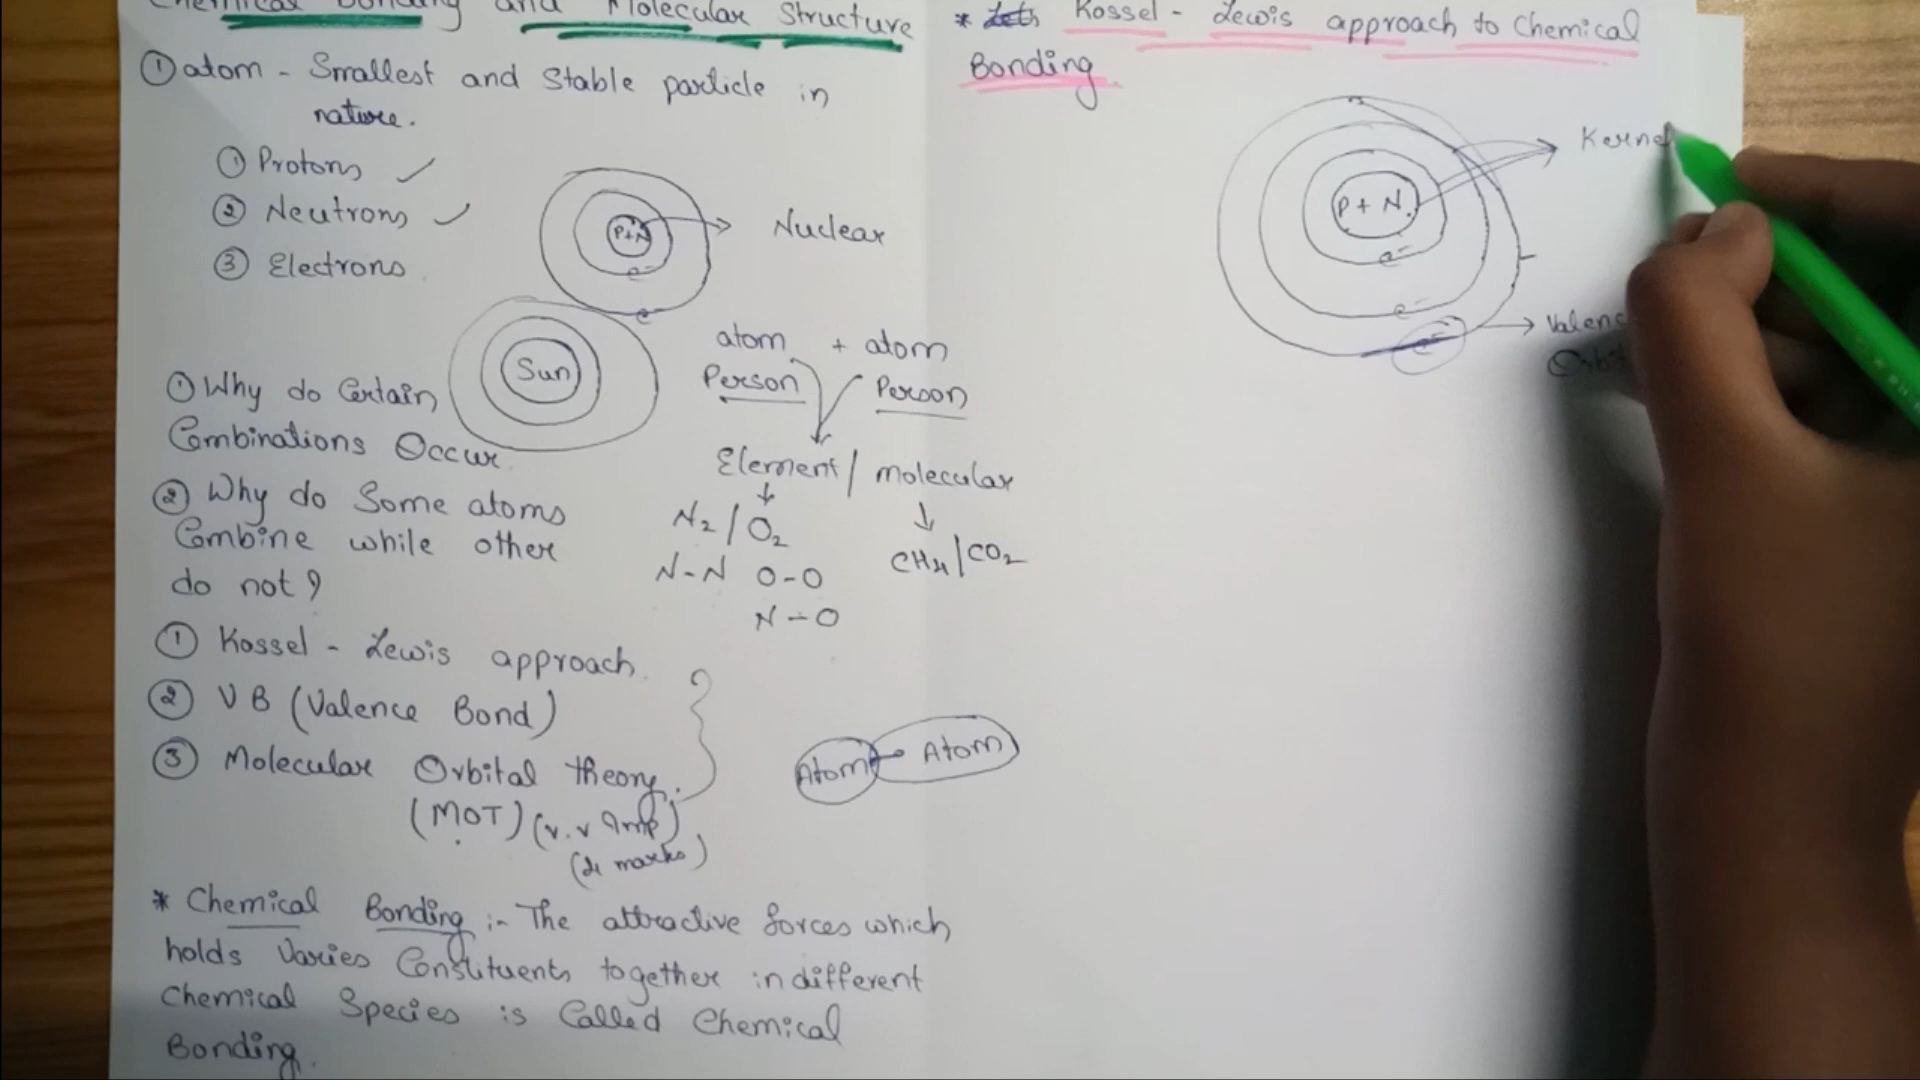 Chemical Bonding and Molecular Structure
① atom - Smallest and Stable particle in
nature.
① Protons ✓
② Neutrons ✓
③ Electrons
P+N
e-
e-
Nuclear
Sun
atom + atom
Person Person
Element / molecular
N2 / O2
CH4 / CO2
N-N O-O
N-O
① Why do Certain
Combinations Occur.
② Why do Some atoms
Combine while other
do not?
① Kossel - Lewis approach.
② VB (Valence Bond)
③ Molecular Orbital theory.
(MOT) (v.v Imp)
marks)
Atom Atom
* Chemical Bonding :- The attractive forces which
holds Varies Constituents together in different
Chemical Species is Called Chemical
Bonding.
* Kossel - Lewis approach to Chemical
Bonding
P + N
e-
e-
e-
Kernel